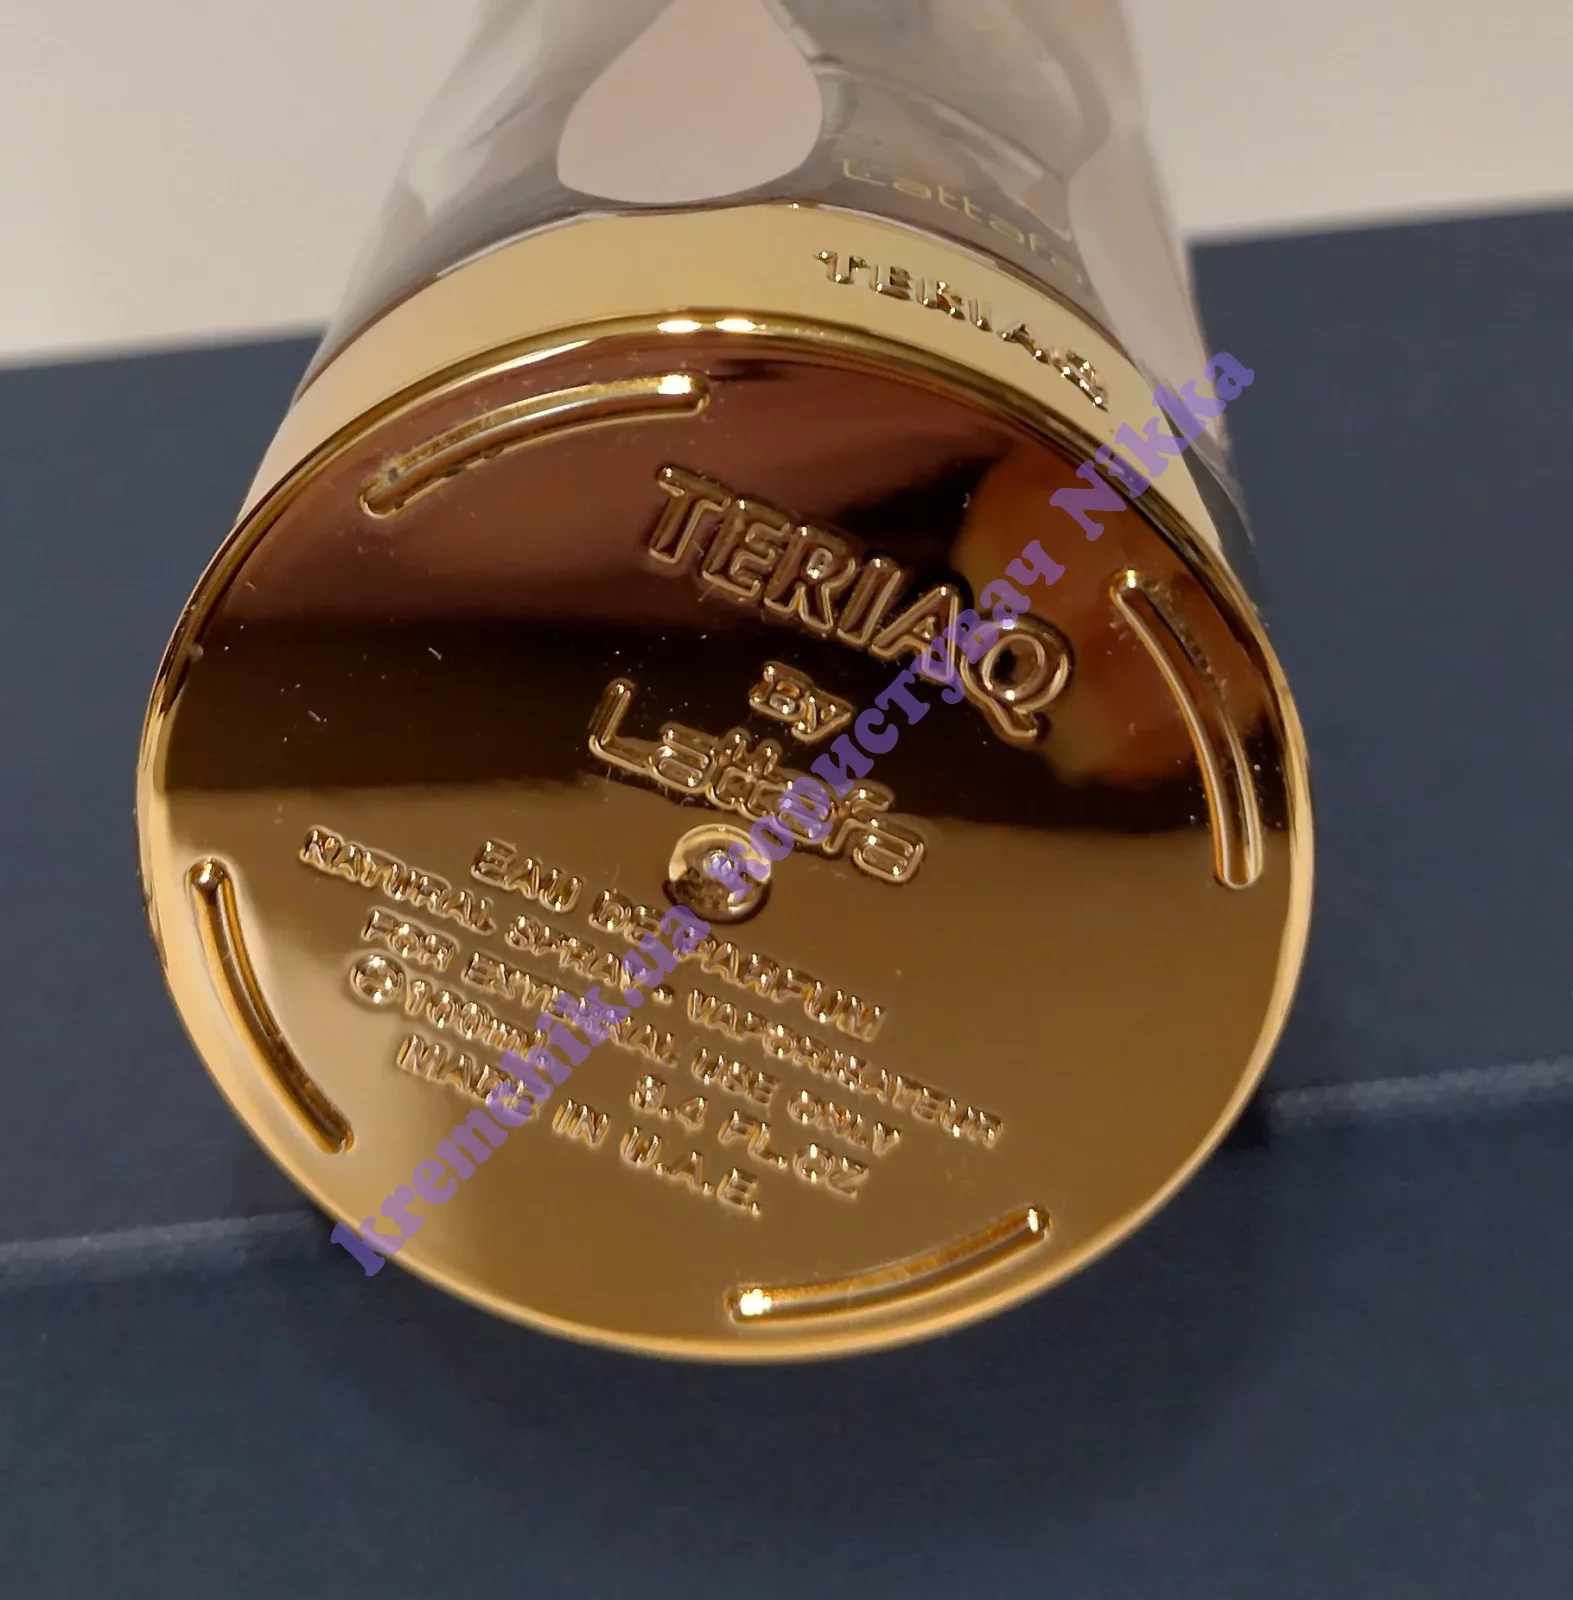 Lattafa
TERIAQ
TERIAQ
By
Lattafa
EAU DE PARFUM
NATURAL SPRAY - VAPORISATEUR
FOR EXTERNAL USE ONLY
℮100ml 3.4 FL.OZ
MADE IN U.A.E.
kremchik.ua користувач Nikka